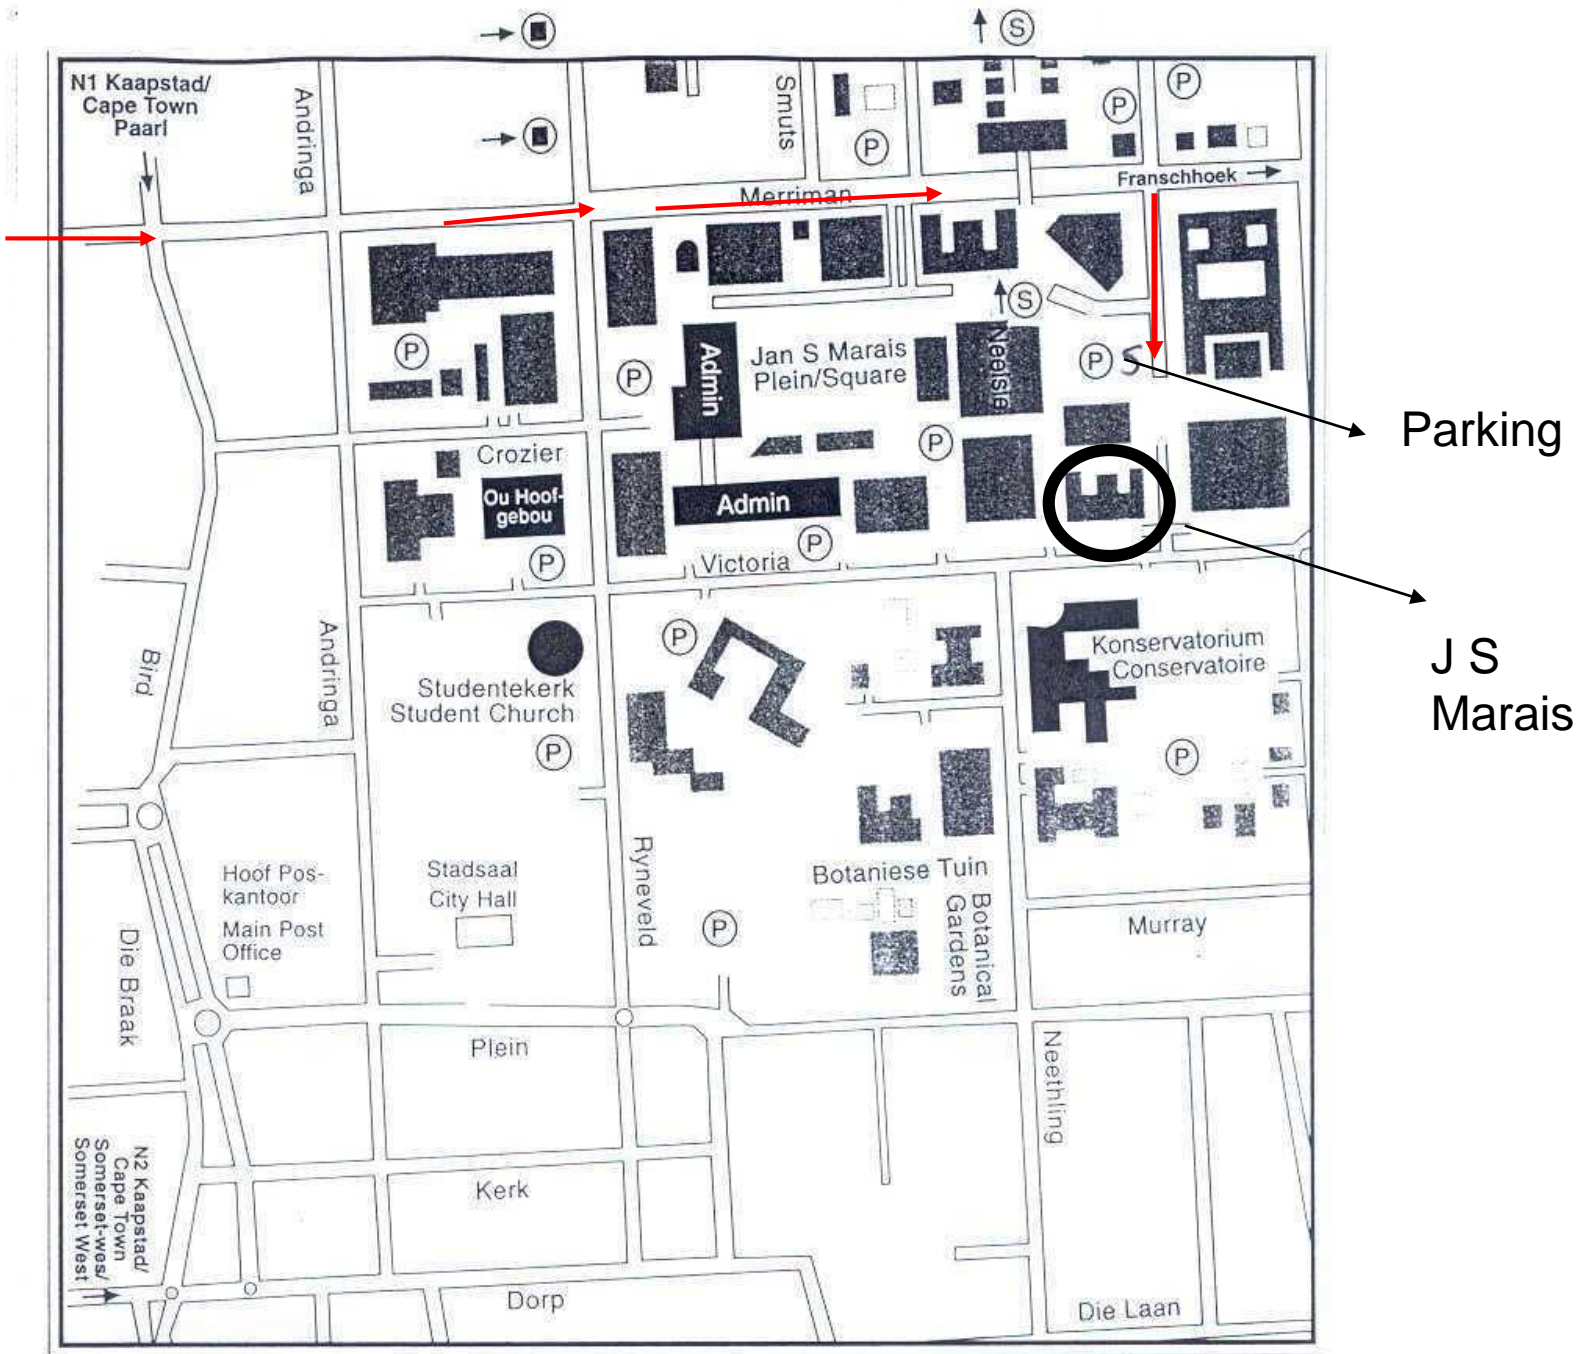 S
N1 Kaapstad/
Cape Town
Paarl
Andringa
Smuts
P
P
P
Merriman
Franschhoek
S
Neelsie
P
P
Admin
Jan S Marais
Plein/Square
P
S
Parking
P
Crozier
Ou Hoof-
gebou
Admin
P
P
Victoria
J S
Marais
Bird
Andringa
Studentekerk
Student Church
P
P
Konservatorium
Conservatoire
P
Ryneveld
Hoof Pos-
kantoor
Main Post
Office
Stadsaal
City Hall
P
Botaniese Tuin
Botanical
Gardens
Murray
Die Braak
Plein
Neethling
N2 Kaapstad/
Cape Town
Somerset-wes/
Somerset West
Kerk
Dorp
Die Laan